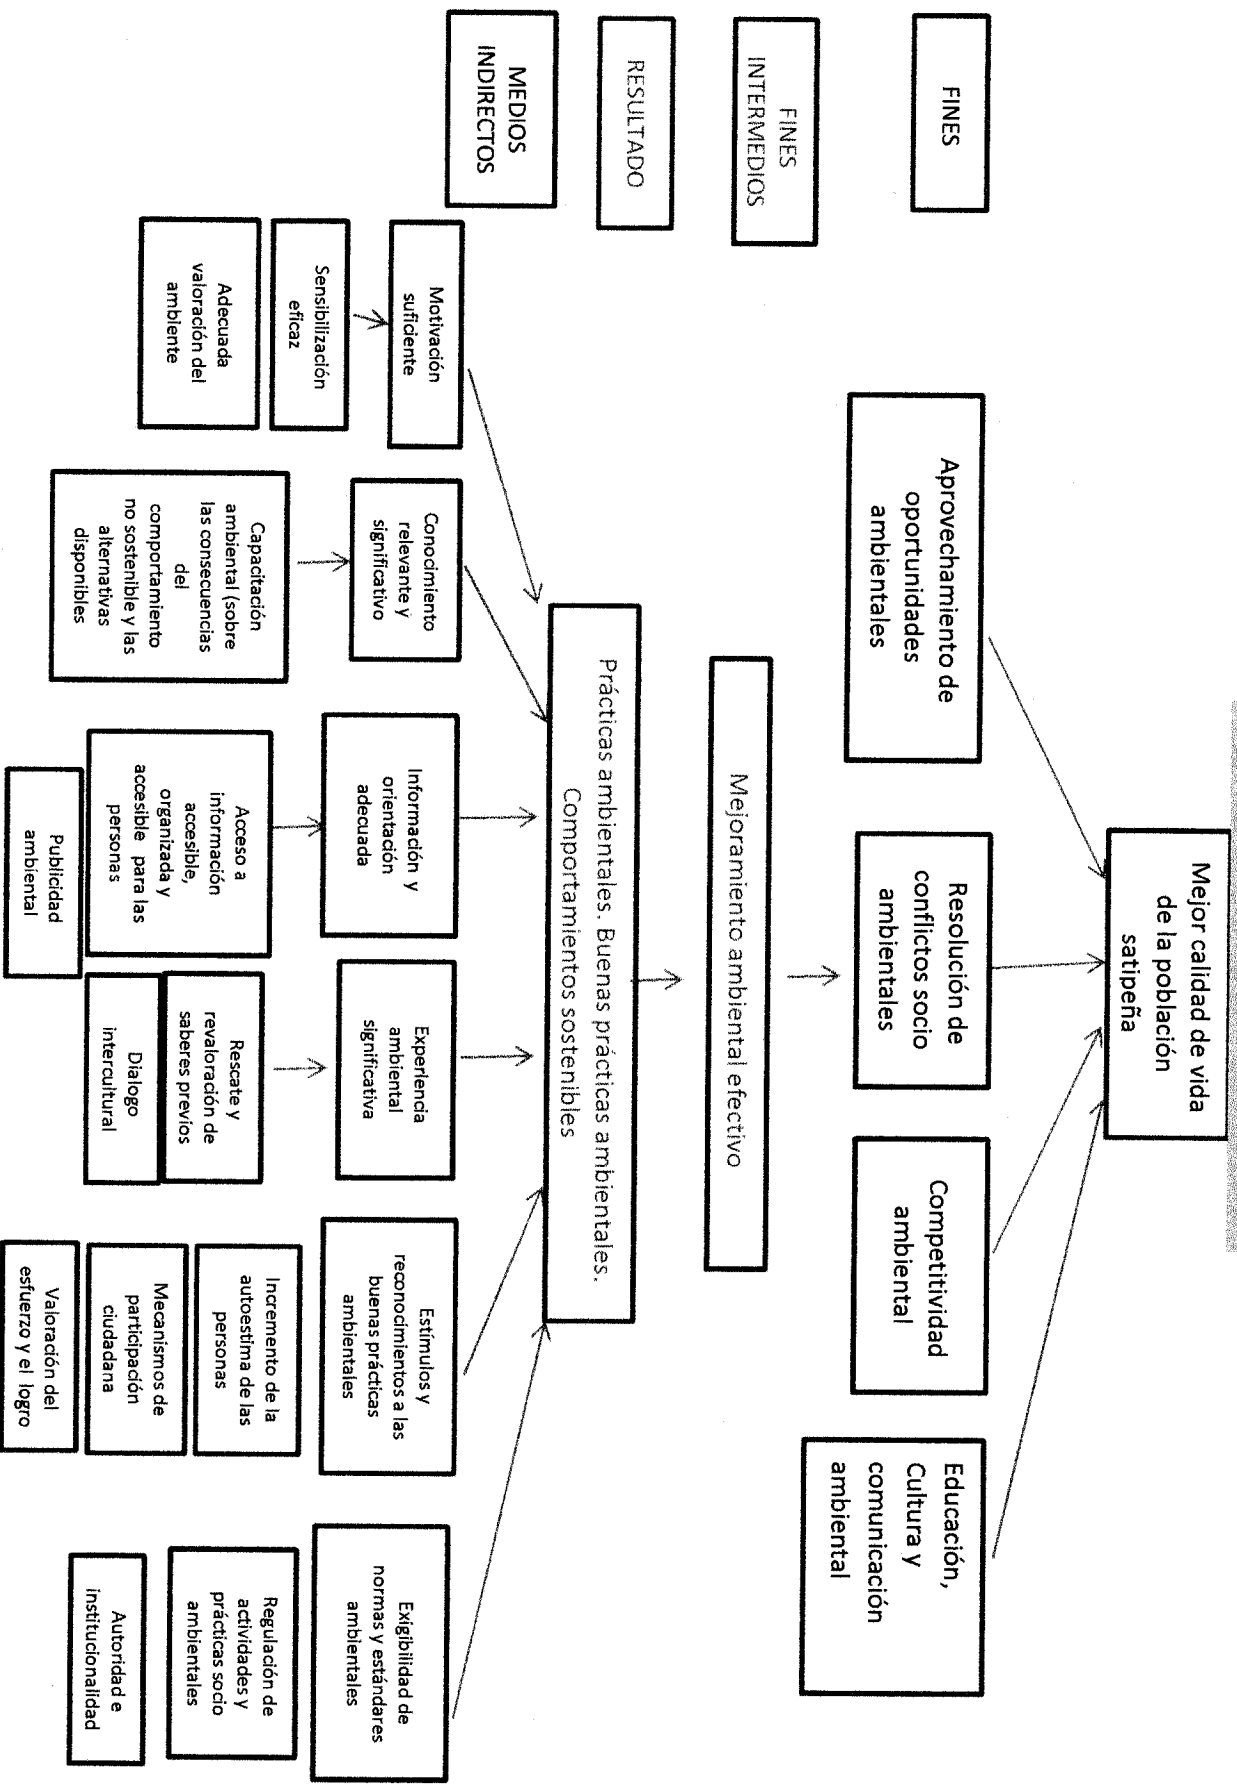 Mejor calidad de vida
de la población
satipeña
FINES
Aprovechamiento de
oportunidades
ambientales
Resolución de
conflictos socio
ambientales
Competitividad
ambiental
Educación,
Cultura y
comunicación
ambiental
FINES
INTERMEDIOS
Mejoramiento ambiental efectivo
RESULTADO
Prácticas ambientales. Buenas prácticas ambientales.
Comportamientos sostenibles
MEDIOS
INDIRECTOS
Motivación
suficiente
Sensibilización
eficaz
Adecuada
valoración del
ambiente
Conocimiento
relevante y
significativo
Capacitación
ambiental (sobre
las consecuencias
del
comportamiento
no sostenible y las
alternativas
disponibles
Información y
orientación
adecuada
Acceso a
información
accesible,
organizada y
accesible para las
personas
Publicidad
ambiental
Experiencia
ambiental
significativa
Rescate y
revaloración de
saberes previos
Dialogo
intercultural
Estímulos y
reconocimientos a las
buenas prácticas
ambientales
Incremento de la
autoestima de las
personas
Mecanismos de
participación
ciudadana
Valoración del
esfuerzo y el logro
Exigibilidad de
normas y estándares
ambientales
Regulación de
actividades y
prácticas socio
ambientales
Autoridad e
institucionalidad